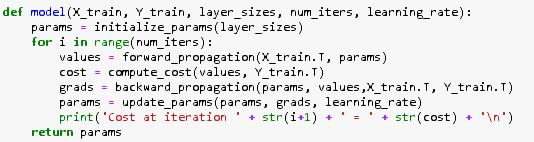 def model(X_train, Y_train, layer_sizes, num_iters, learning_rate):
    params = initialize_params(layer_sizes)
    for i in range(num_iters):
        values = forward_propagation(X_train.T, params)
        cost = compute_cost(values, Y_train.T)
        grads = backward_propagation(params, values,X_train.T, Y_train.T)
        params = update_params(params, grads, learning_rate)
        print('Cost at iteration ' + str(i+1) + ' = ' + str(cost) + '\n')
    return params